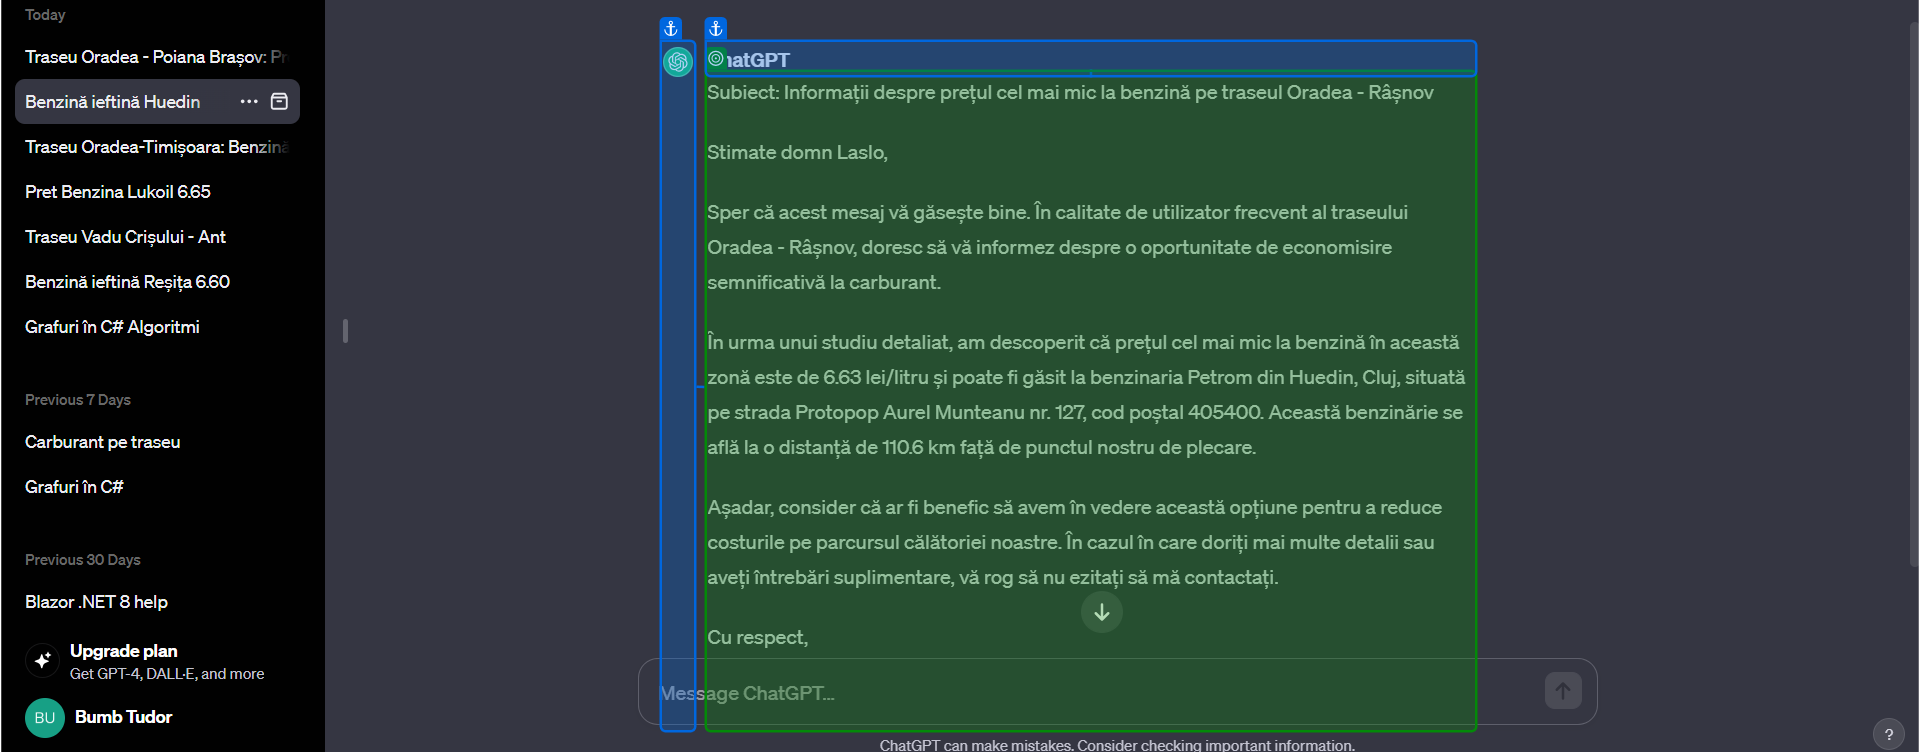 Today
Traseu Oradea - Poiana Brașov: Pr
Benzină ieftină Huedin
Traseu Oradea-Timișoara: Benzină
Pret Benzina Lukoil 6.65
Traseu Vadu Crișului - Ant
Benzină ieftină Reșița 6.60
Grafuri în C# Algoritmi
Previous 7 Days
Carburant pe traseu
Grafuri în C#
Previous 30 Days
Blazor .NET 8 help
Upgrade plan
Get GPT-4, DALL·E, and more
BU
Bumb Tudor
ChatGPT
Subiect: Informații despre prețul cel mai mic la benzină pe traseul Oradea - Râșnov
Stimate domn Laslo,
Sper că acest mesaj vă găsește bine. În calitate de utilizator frecvent al traseului
Oradea - Râșnov, doresc să vă informez despre o oportunitate de economisire
semnificativă la carburant.
În urma unui studiu detaliat, am descoperit că prețul cel mai mic la benzină în această
zonă este de 6.63 lei/litru și poate fi găsit la benzinaria Petrom din Huedin, Cluj, situată
pe strada Protopop Aurel Munteanu nr. 127, cod poștal 405400. Această benzinărie se
află la o distanță de 110.6 km față de punctul nostru de plecare.
Așadar, consider că ar fi benefic să avem în vedere această opțiune pentru a reduce
costurile pe parcursul călătoriei noastre. În cazul în care doriți mai multe detalii sau
aveți întrebări suplimentare, vă rog să nu ezitați să mă contactați.
Cu respect,
Message ChatGPT...
ChatGPT can make mistakes. Consider checking important information.
?